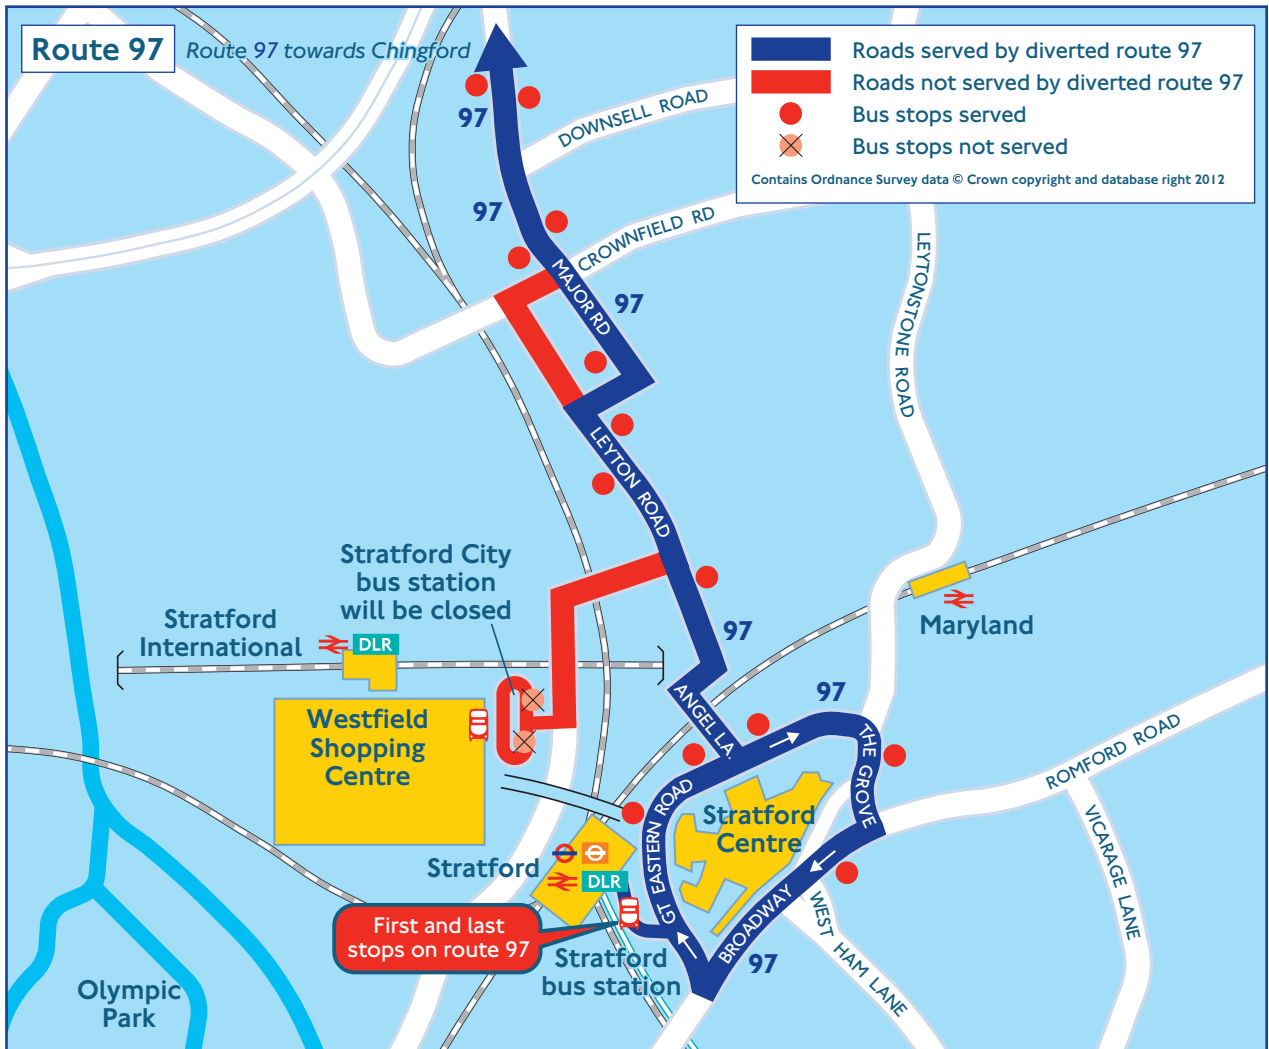 Route 97
Route 97 towards Chingford
Roads served by diverted route 97
Roads not served by diverted route 97
Bus stops served
Bus stops not served
Contains Ordnance Survey data © Crown copyright and database right 2012
97
DOWNSELL ROAD
97
CROWNFIELD RD
MAJOR RD
97
LEYTONSTONE ROAD
LEYTON ROAD
Stratford City
bus station
will be closed
Stratford
International
DLR
Maryland
97
ANGEL LA.
97
Westfield
Shopping
Centre
THE GROVE
ROMFORD ROAD
GT EASTERN ROAD
Stratford
Centre
VICARAGE LANE
Stratford
DLR
BROADWAY
WEST HAM LANE
First and last
stops on route 97
97
Stratford
bus station
Olympic
Park